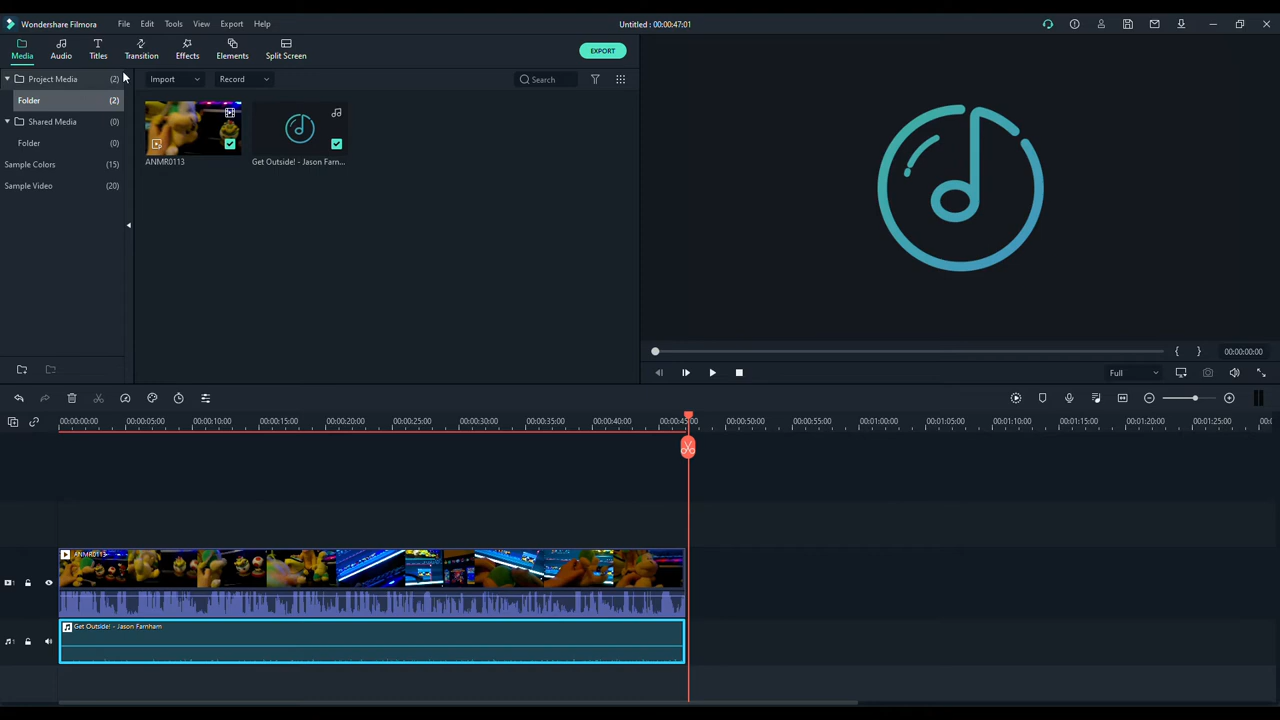 Wondershare Filmora
File Edit Tools View Export Help
Untitled : 00:00:47:01
Media Audio Titles Transition Effects Elements Split Screen
EXPORT
Project Media (2)
Import Record Search
Folder (2)
Shared Media (0)
Folder (0)
Sample Colors (15)
Sample Video (20)
ANMR0113
Get Outside! - Jason Farn...
00:00:00:00
Full
00:00:00:00 00:00:05:00 00:00:10:00 00:00:15:00 00:00:20:00 00:00:25:00 00:00:30:00 00:00:35:00 00:00:40:00 00:00:45:00 00:00:50:00 00:00:55:00 00:01:00:00 00:01:05:00 00:01:10:00 00:01:15:00 00:01:20:00 00:01:25:00
ANMR0113
1
Get Outside! - Jason Farnham
1